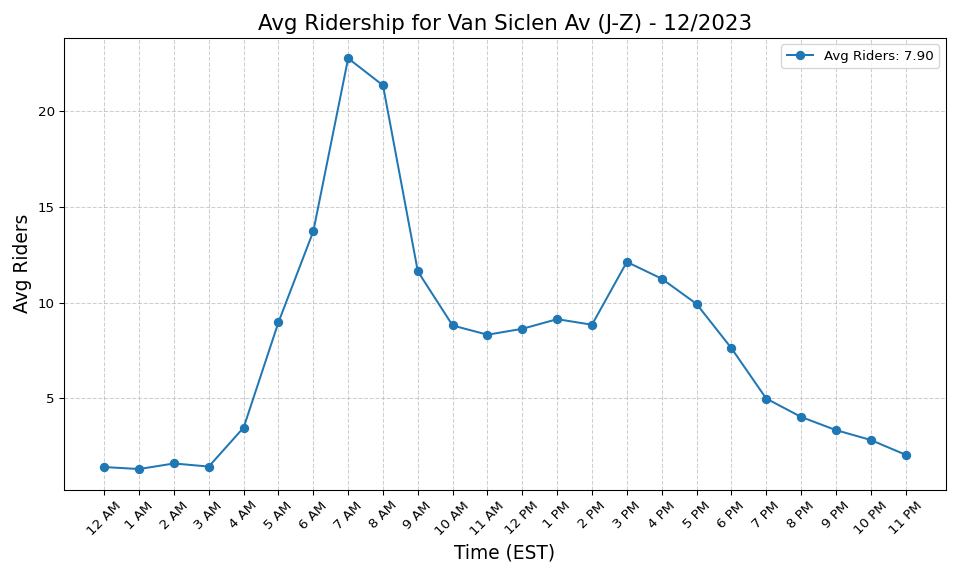 Avg Ridership for Van Siclen Av (J-Z) - 12/2023
Avg Riders: 7.90
Avg Riders
20
15
10
5
12 AM
1 AM
2 AM
3 AM
4 AM
5 AM
6 AM
7 AM
8 AM
9 AM
10 AM
11 AM
12 PM
1 PM
2 PM
3 PM
4 PM
5 PM
6 PM
7 PM
8 PM
9 PM
10 PM
11 PM
Time (EST)